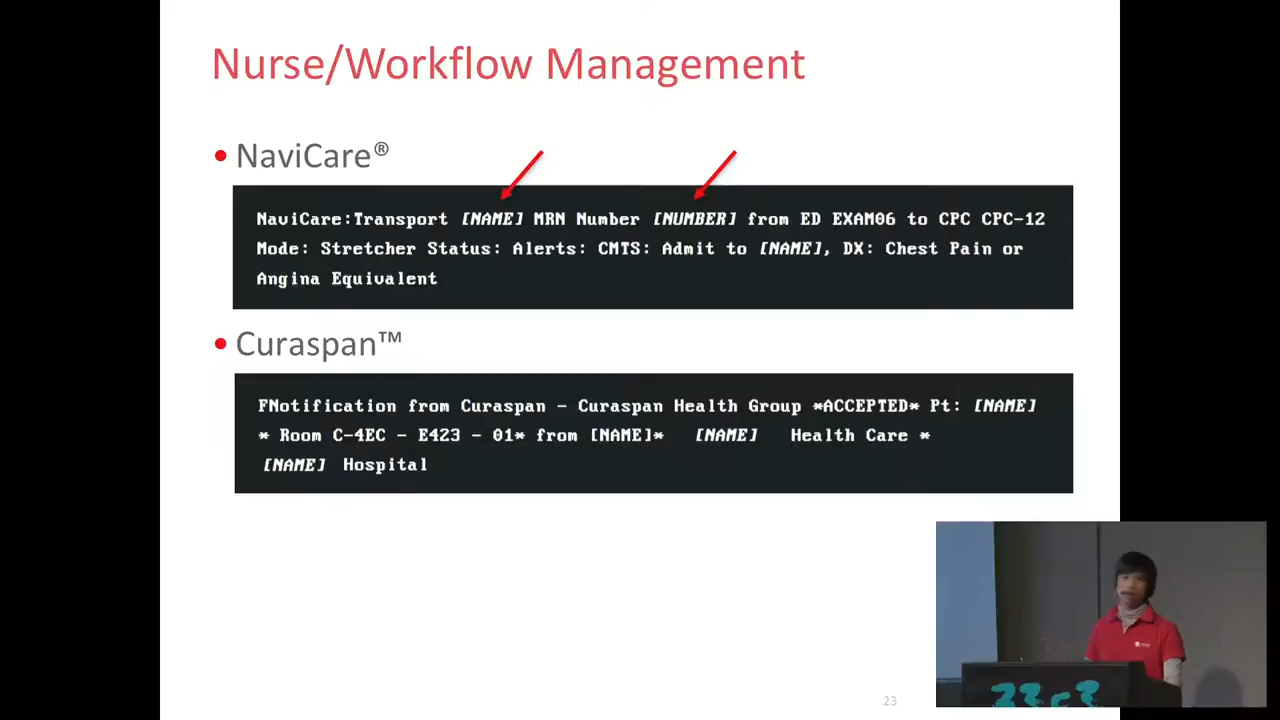 Nurse/Workflow Management
• NaviCare®
NaviCare:Transport [NAME] MRN Number [NUMBER] from ED EXAM06 to CPC CPC-12
Mode: Stretcher Status: Alerts: CMTS: Admit to [NAME], DX: Chest Pain or
Angina Equivalent
• Curaspan™
FNotification from Curaspan - Curaspan Health Group *ACCEPTED* Pt: [NAME]
* Room C-4EC - E423 - 01* from [NAME]* [NAME] Health Care *
[NAME] Hospital
33c3
23